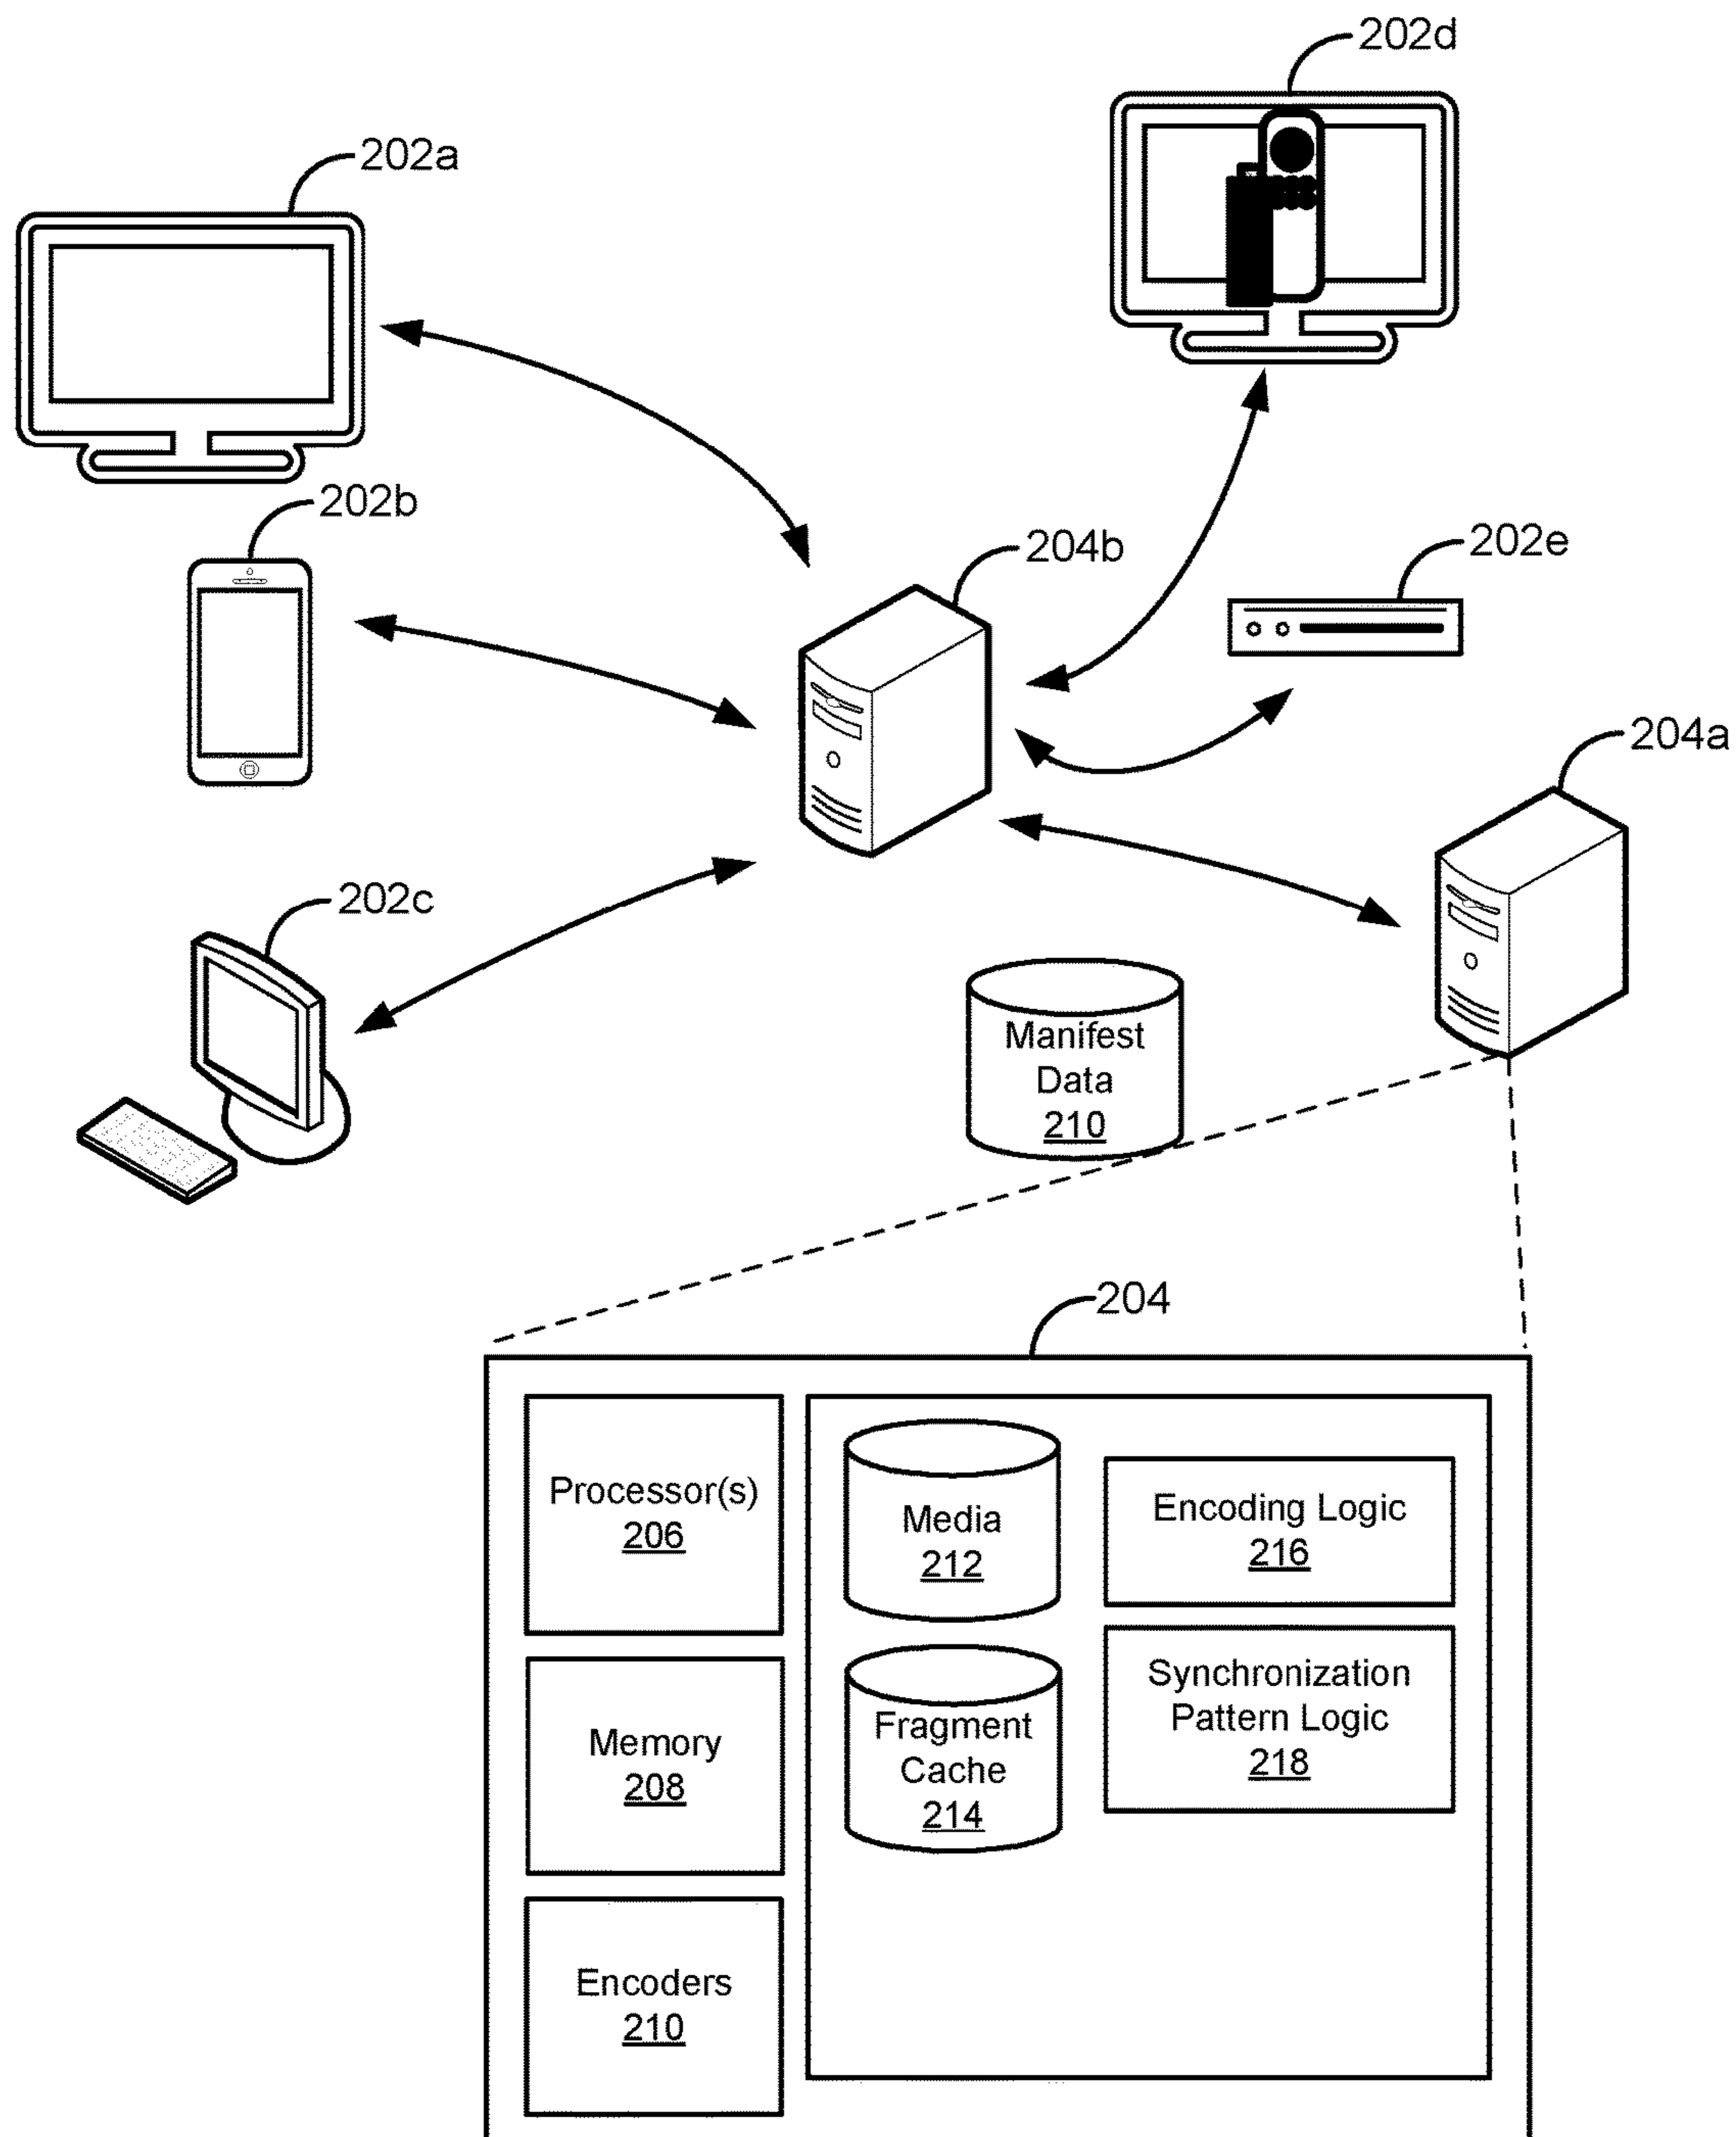 202d
202a
202b
204b
202e
204a
202c
Manifest
Data
210
204
Processor(s)
206
Media
212
Encoding Logic
216
Memory
208
Fragment
Cache
214
Synchronization
Pattern Logic
218
Encoders
210